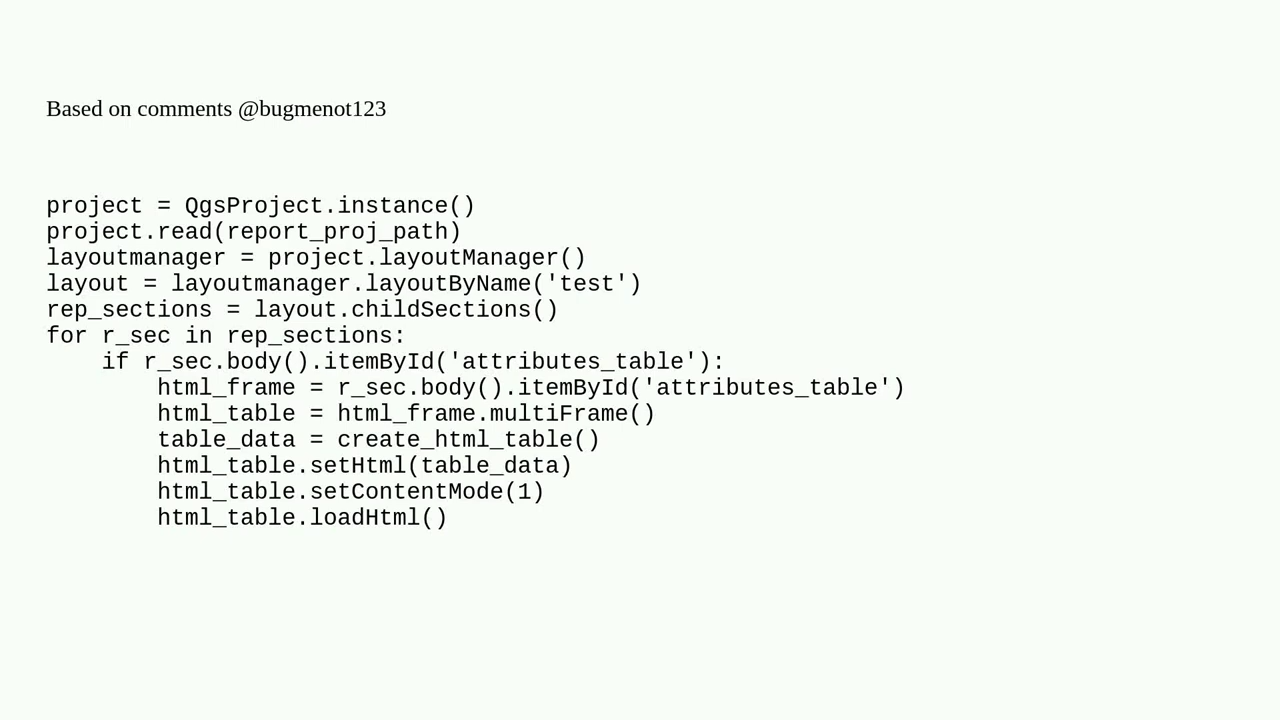 Based on comments @bugmenot123
project = QgsProject.instance()
project.read(report_proj_path)
layoutmanager = project.layoutManager()
layout = layoutmanager.layoutByName('test')
rep_sections = layout.childSections()
for r_sec in rep_sections:
    if r_sec.body().itemById('attributes_table'):
        html_frame = r_sec.body().itemById('attributes_table')
        html_table = html_frame.multiFrame()
        table_data = create_html_table()
        html_table.setHtml(table_data)
        html_table.setContentMode(1)
        html_table.loadHtml()